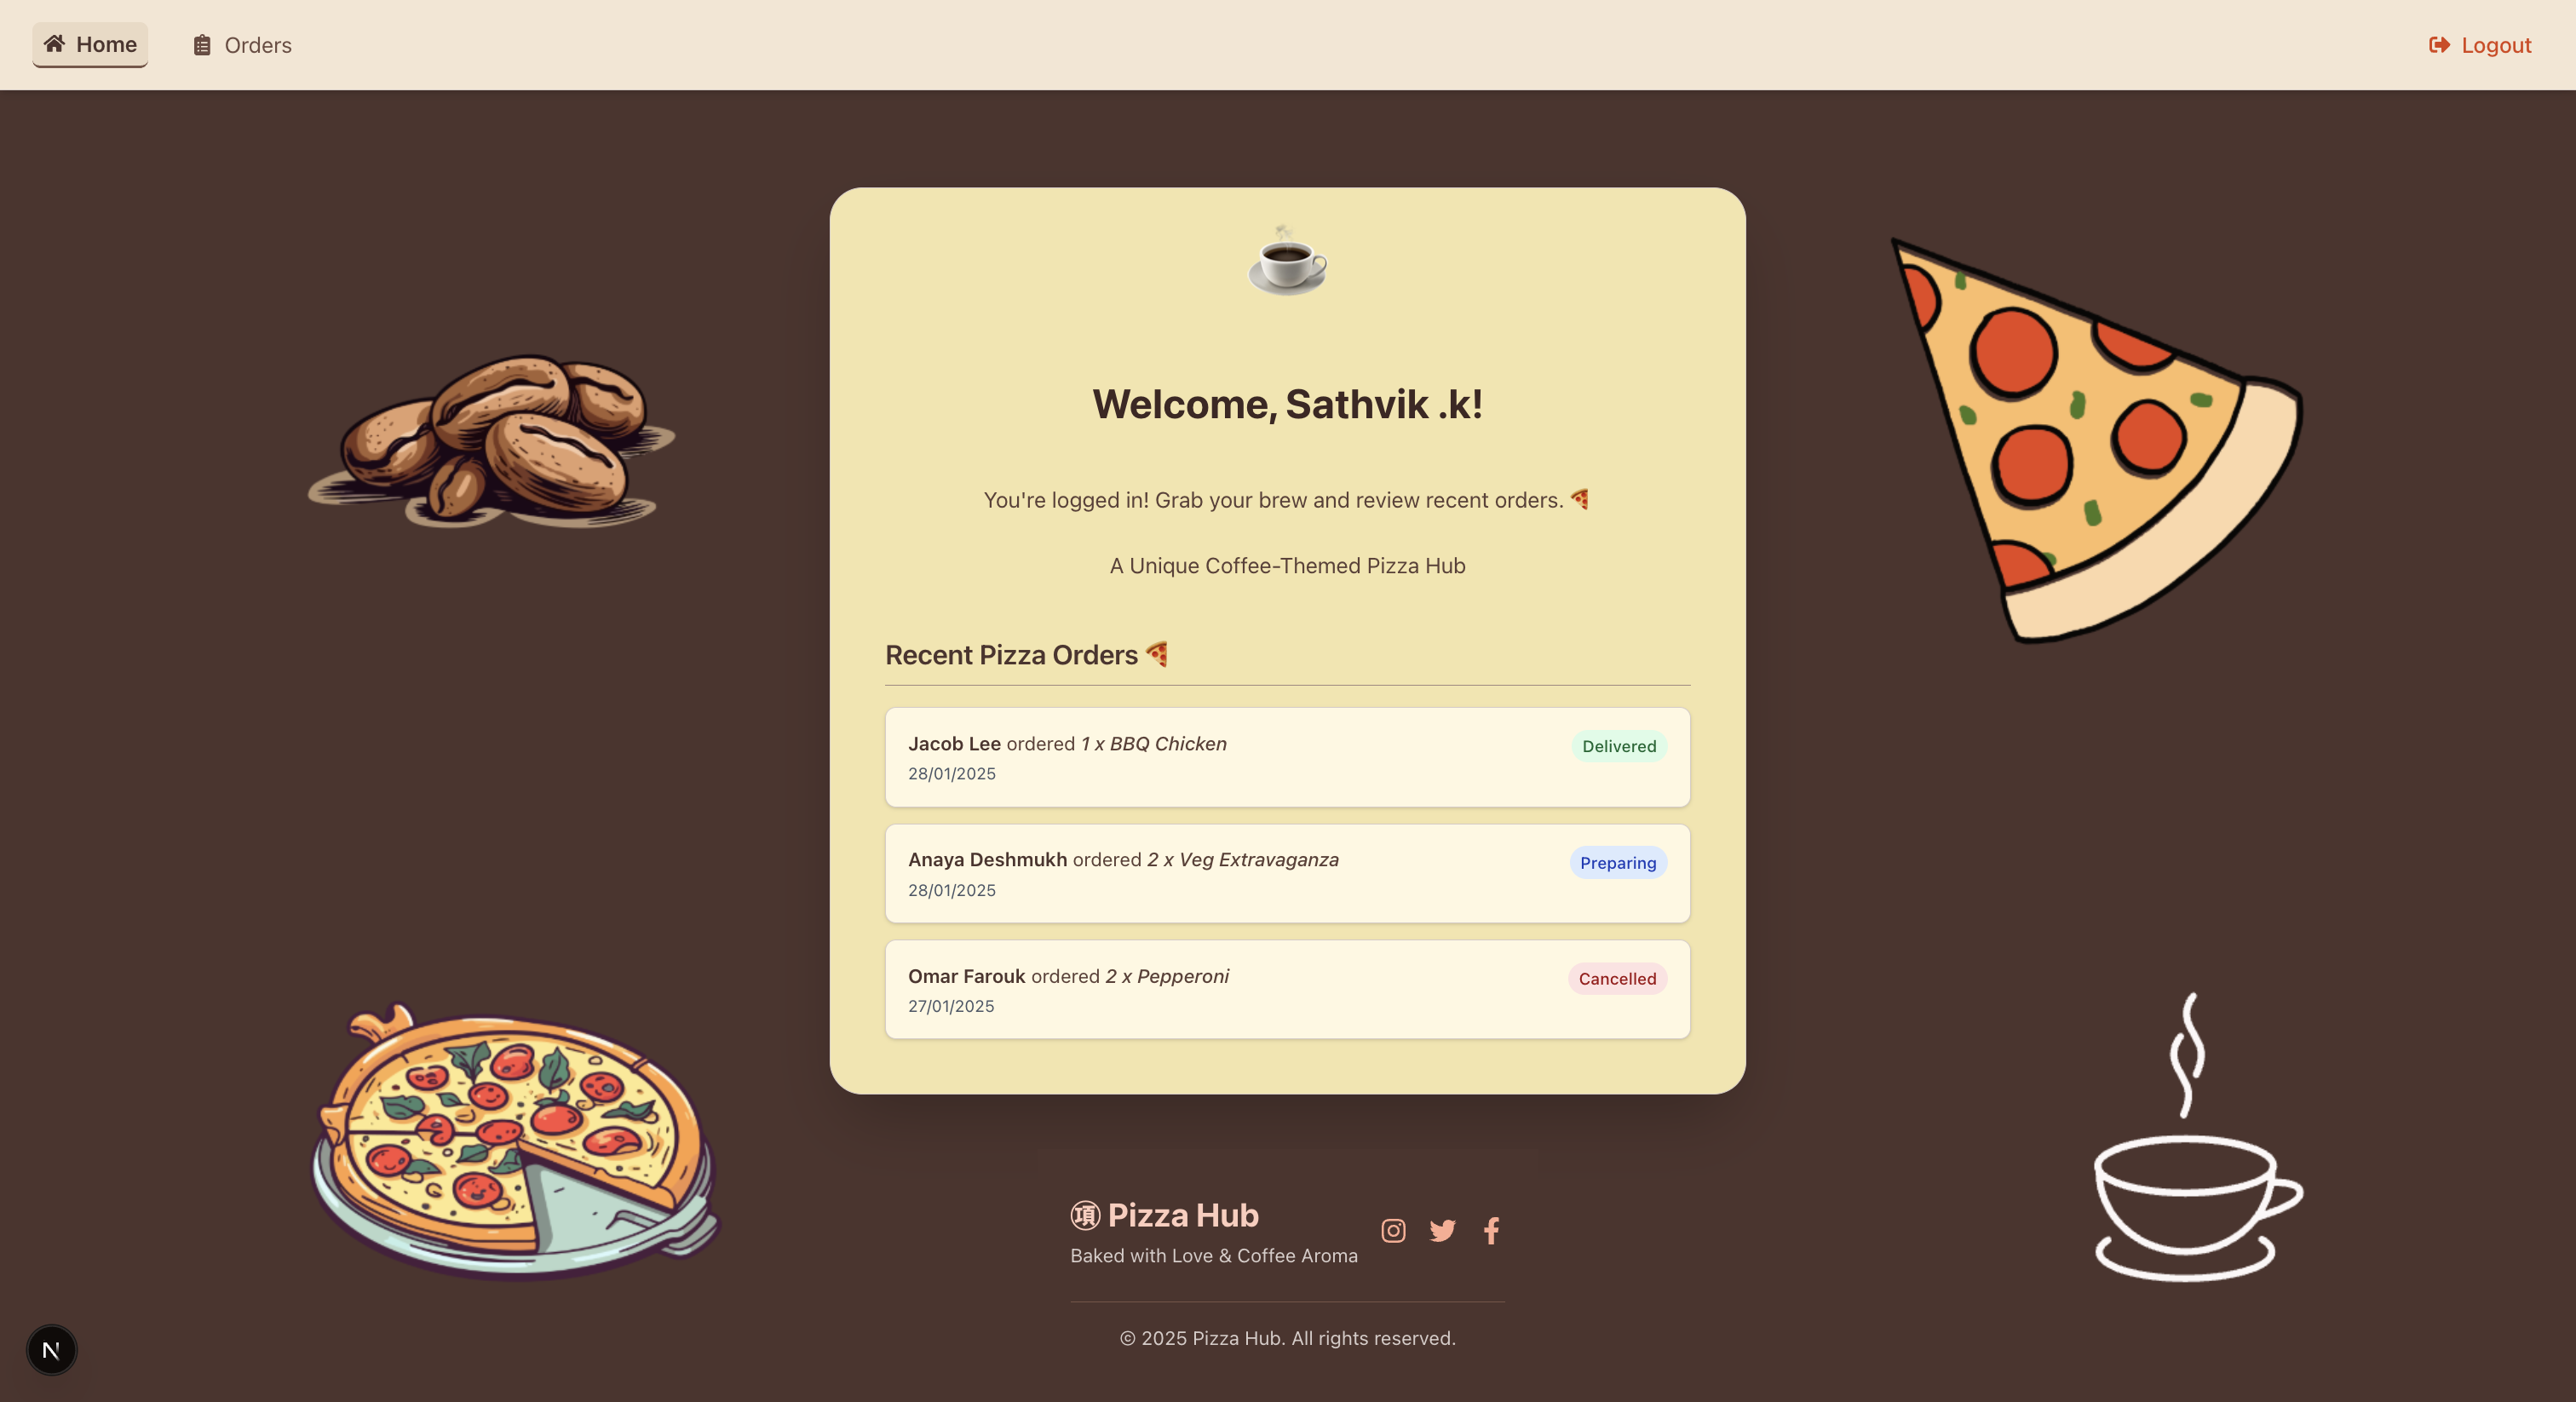 Home
Orders
Logout
Welcome, Sathvik .k!
You're logged in! Grab your brew and review recent orders. 🍕
A Unique Coffee-Themed Pizza Hub
Recent Pizza Orders 🍕
Jacob Lee ordered 1 x BBQ Chicken
Delivered
28/01/2025
Anaya Deshmukh ordered 2 x Veg Extravaganza
Preparing
28/01/2025
Omar Farouk ordered 2 x Pepperoni
Cancelled
27/01/2025
㊠ Pizza Hub
Baked with Love & Coffee Aroma
© 2025 Pizza Hub. All rights reserved.
N